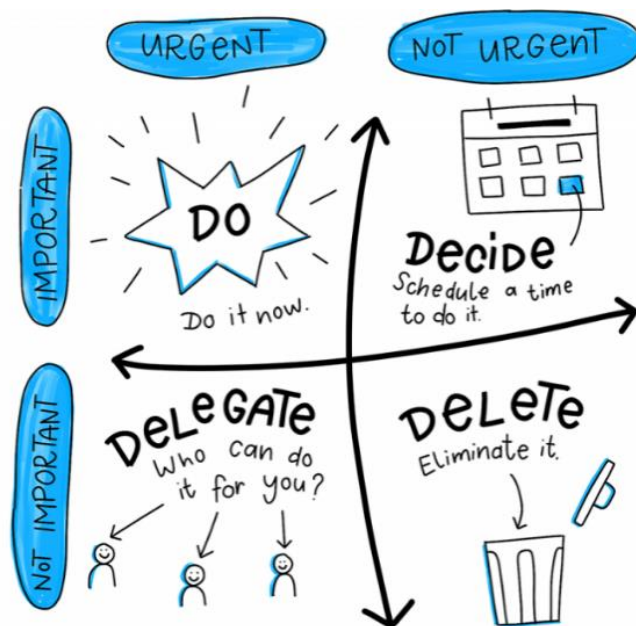 URGENT
NOT URGENT
IMPORTANT
DO
Do it now.
DECIDE
Schedule a time
to do it.
NOT IMPORTANT
DELEGATE
Who can do
it for you?
DELETE
Eliminate it.